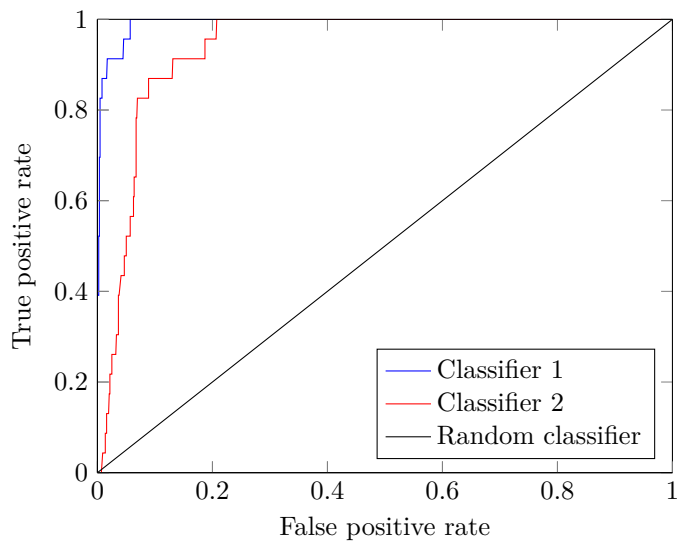 1
0.8
0.6
0.4
0.2
0
0
0.2
0.4
0.6
0.8
1
True positive rate
False positive rate
Classifier 1
Classifier 2
Random classifier